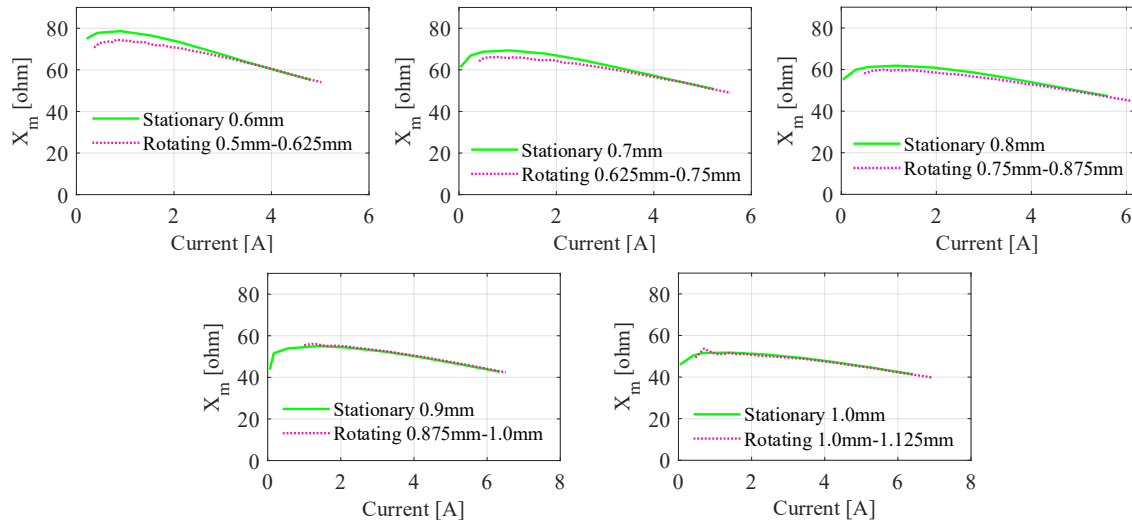 80
60
40
20
0
X_m [ohm]
Stationary 0.6mm
Rotating 0.5mm-0.625mm
0 2 4 6
Current [A]
80
60
40
20
0
X_m [ohm]
Stationary 0.7mm
Rotating 0.625mm-0.75mm
0 2 4 6
Current [A]
80
60
40
20
0
X_m [ohm]
Stationary 0.8mm
Rotating 0.75mm-0.875mm
0 2 4 6
Current [A]
80
60
40
20
0
X_m [ohm]
Stationary 0.9mm
Rotating 0.875mm-1.0mm
0 2 4 6 8
Current [A]
80
60
40
20
0
X_m [ohm]
Stationary 1.0mm
Rotating 1.0mm-1.125mm
0 2 4 6 8
Current [A]